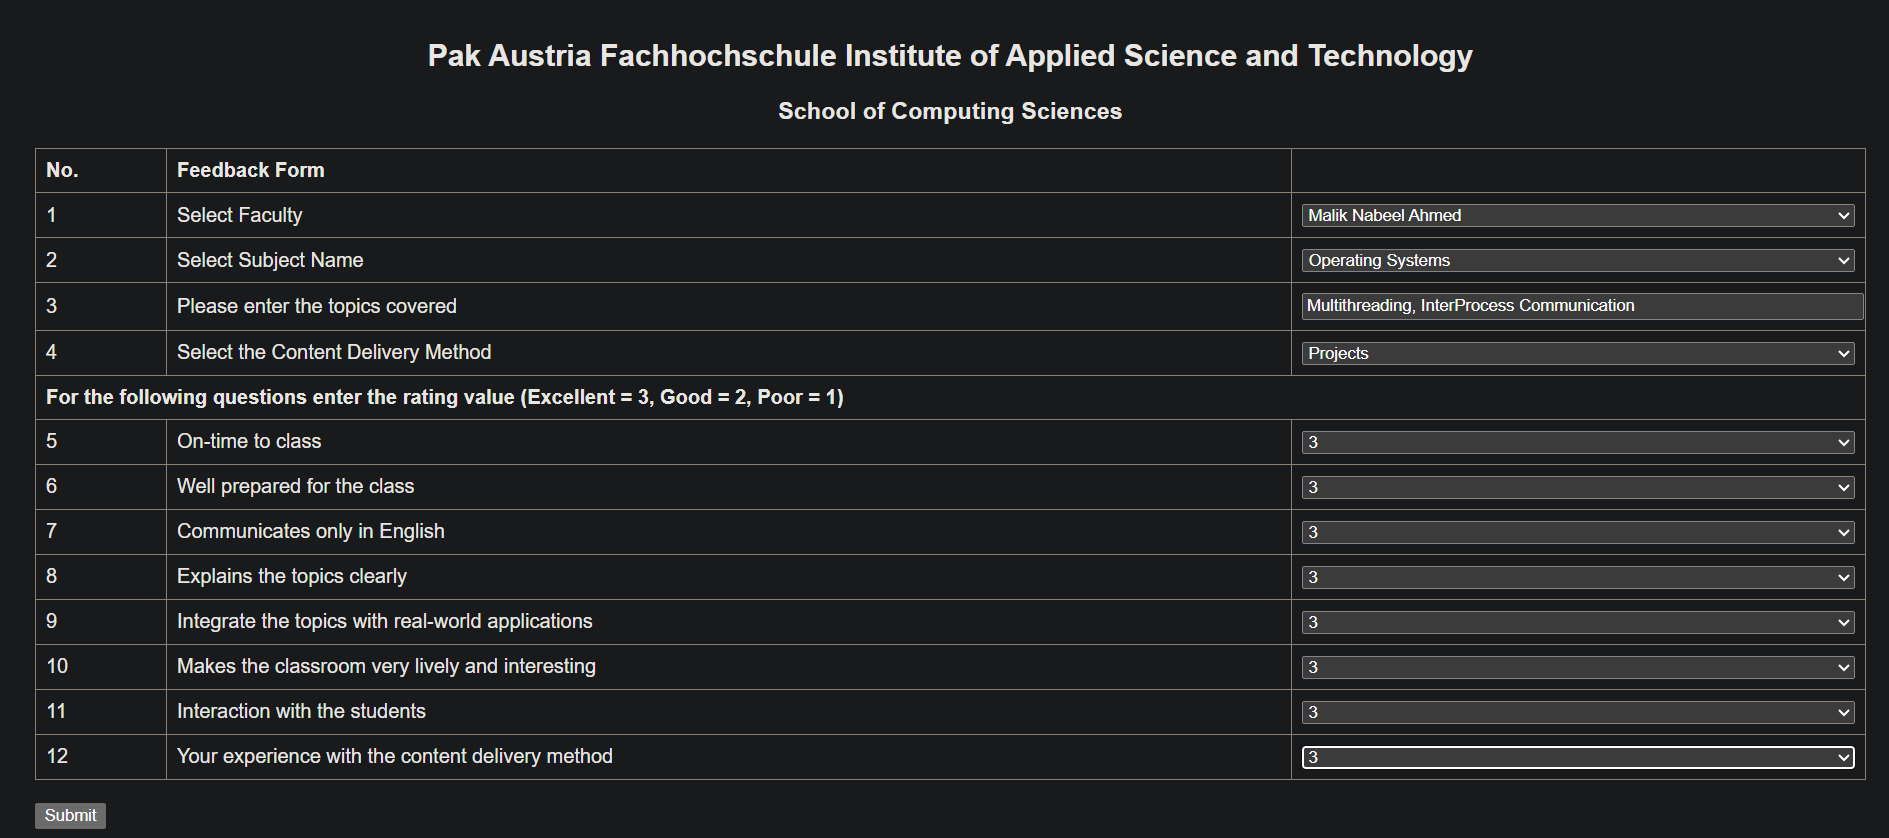 Pak Austria Fachhochschule Institute of Applied Science and Technology
School of Computing Sciences
No. Feedback Form
1 Select Faculty Malik Nabeel Ahmed
2 Select Subject Name Operating Systems
3 Please enter the topics covered Multithreading, InterProcess Communication
4 Select the Content Delivery Method Projects
For the following questions enter the rating value (Excellent = 3, Good = 2, Poor = 1)
5 On-time to class 3
6 Well prepared for the class 3
7 Communicates only in English 3
8 Explains the topics clearly 3
9 Integrate the topics with real-world applications 3
10 Makes the classroom very lively and interesting 3
11 Interaction with the students 3
12 Your experience with the content delivery method 3
Submit